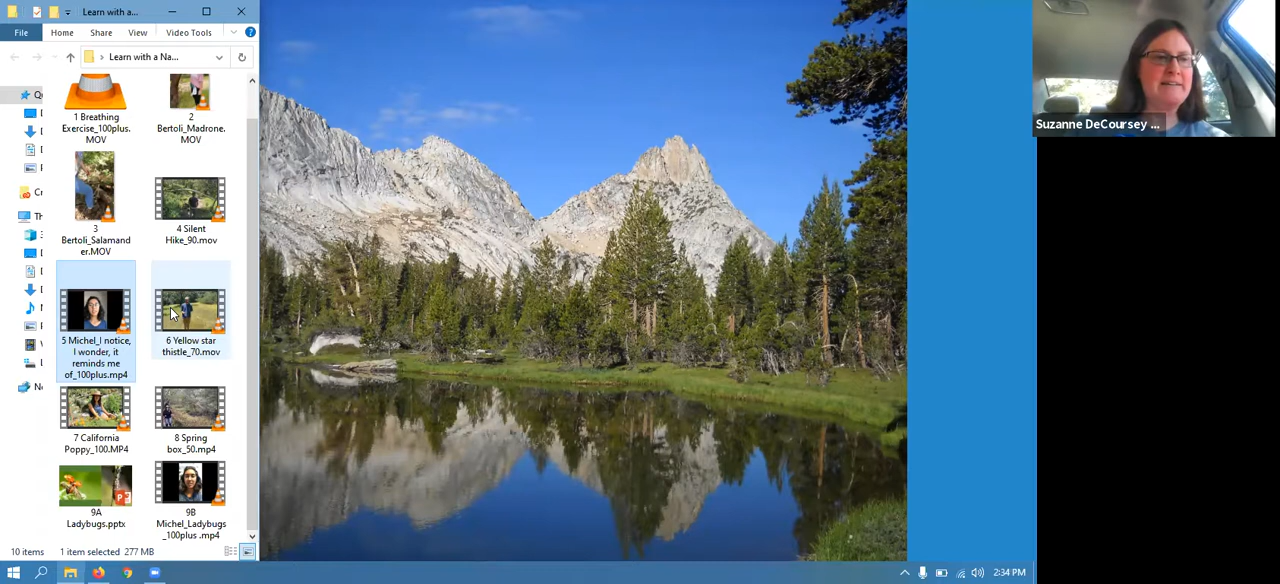 Learn with a...
File
Home
Share
View
Video Tools
Learn with a Na...
1 Breathing
Exercise_100plus.
MOV
2
Bertoli_Madrone.
MOV
3
Bertoli_Salamand
er.MOV
4 Silent
Hike_90.mov
5 Michel_I notice,
I wonder, it
reminds me
of_100plus.mp4
6 Yellow star
thistle_70.mov
7 California
Poppy_100.MP4
8 Spring
box_50.mp4
9A
Ladybugs.pptx
9B
Michel_Ladybugs
_100plus .mp4
10 items
1 item selected
277 MB
2:34 PM
Suzanne DeCoursey ...